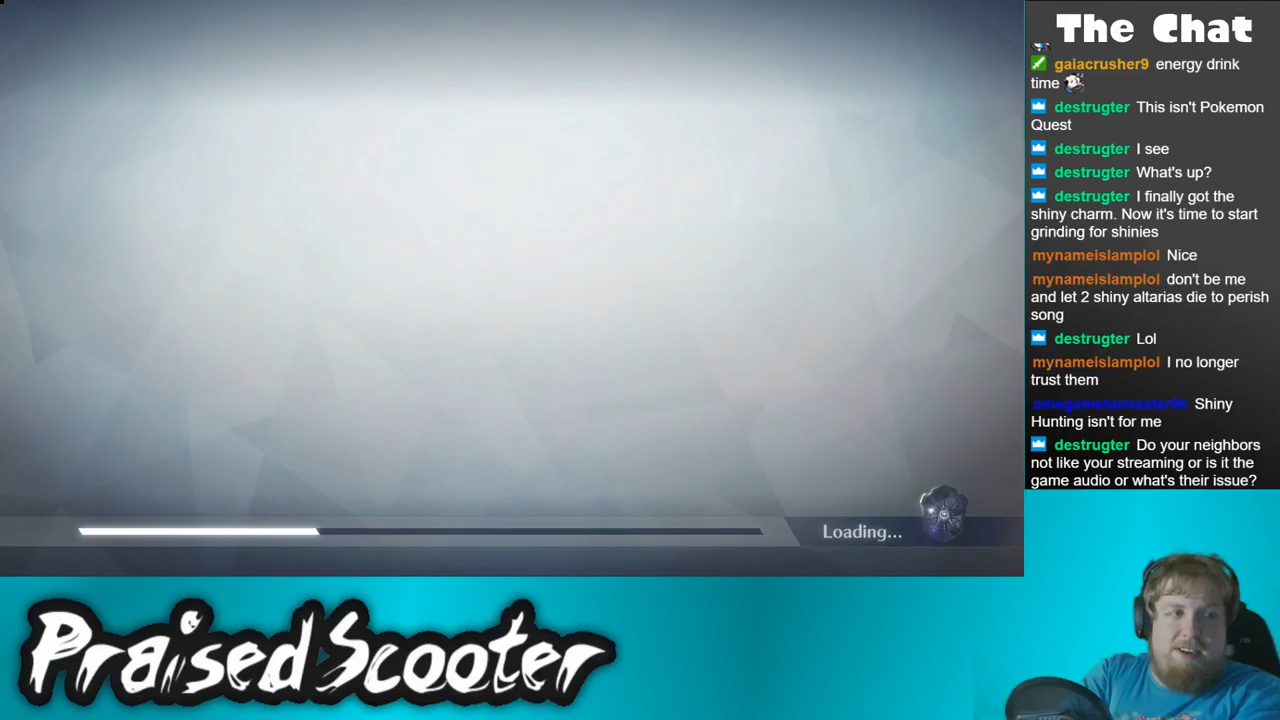 The Chat
gaiacrusher9 energy drink
time
destrugter This isn't Pokemon
Quest
destrugter I see
destrugter What's up?
destrugter I finally got the
shiny charm. Now it's time to start
grinding for shinies
mynameislamplol Nice
mynameislamplol don't be me
and let 2 shiny altarias die to perish
song
destrugter Lol
mynameislamplol I no longer
trust them
Shiny
Hunting isn't for me
destrugter Do your neighbors
not like your streaming or is it the
game audio or what's their issue?
Loading...
PraisedScooter